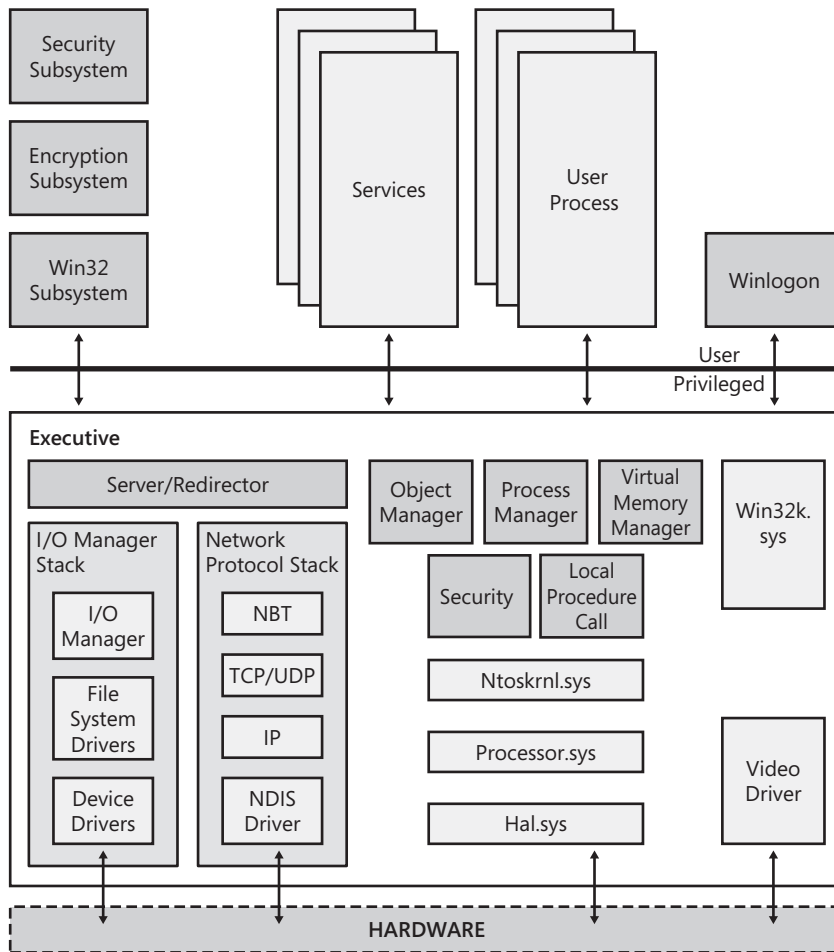 Security
Subsystem
Encryption
Subsystem
Win32
Subsystem
Services
User
Process
Winlogon
User
Privileged
Executive
Server/Redirector
I/O Manager
Stack
I/O
Manager
File
System
Drivers
Device
Drivers
Network
Protocol Stack
NBT
TCP/UDP
IP
NDIS
Driver
Object
Manager
Process
Manager
Virtual
Memory
Manager
Security
Local
Procedure
Call
Ntoskrnl.sys
Processor.sys
Hal.sys
Win32k.
sys
Video
Driver
HARDWARE